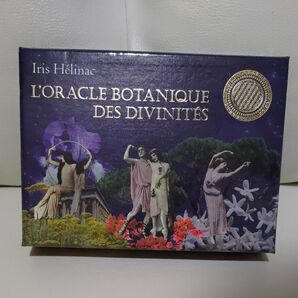 Iris Hélinac
L'ORACLE BOTANIQUE
DES DIVINITÉS